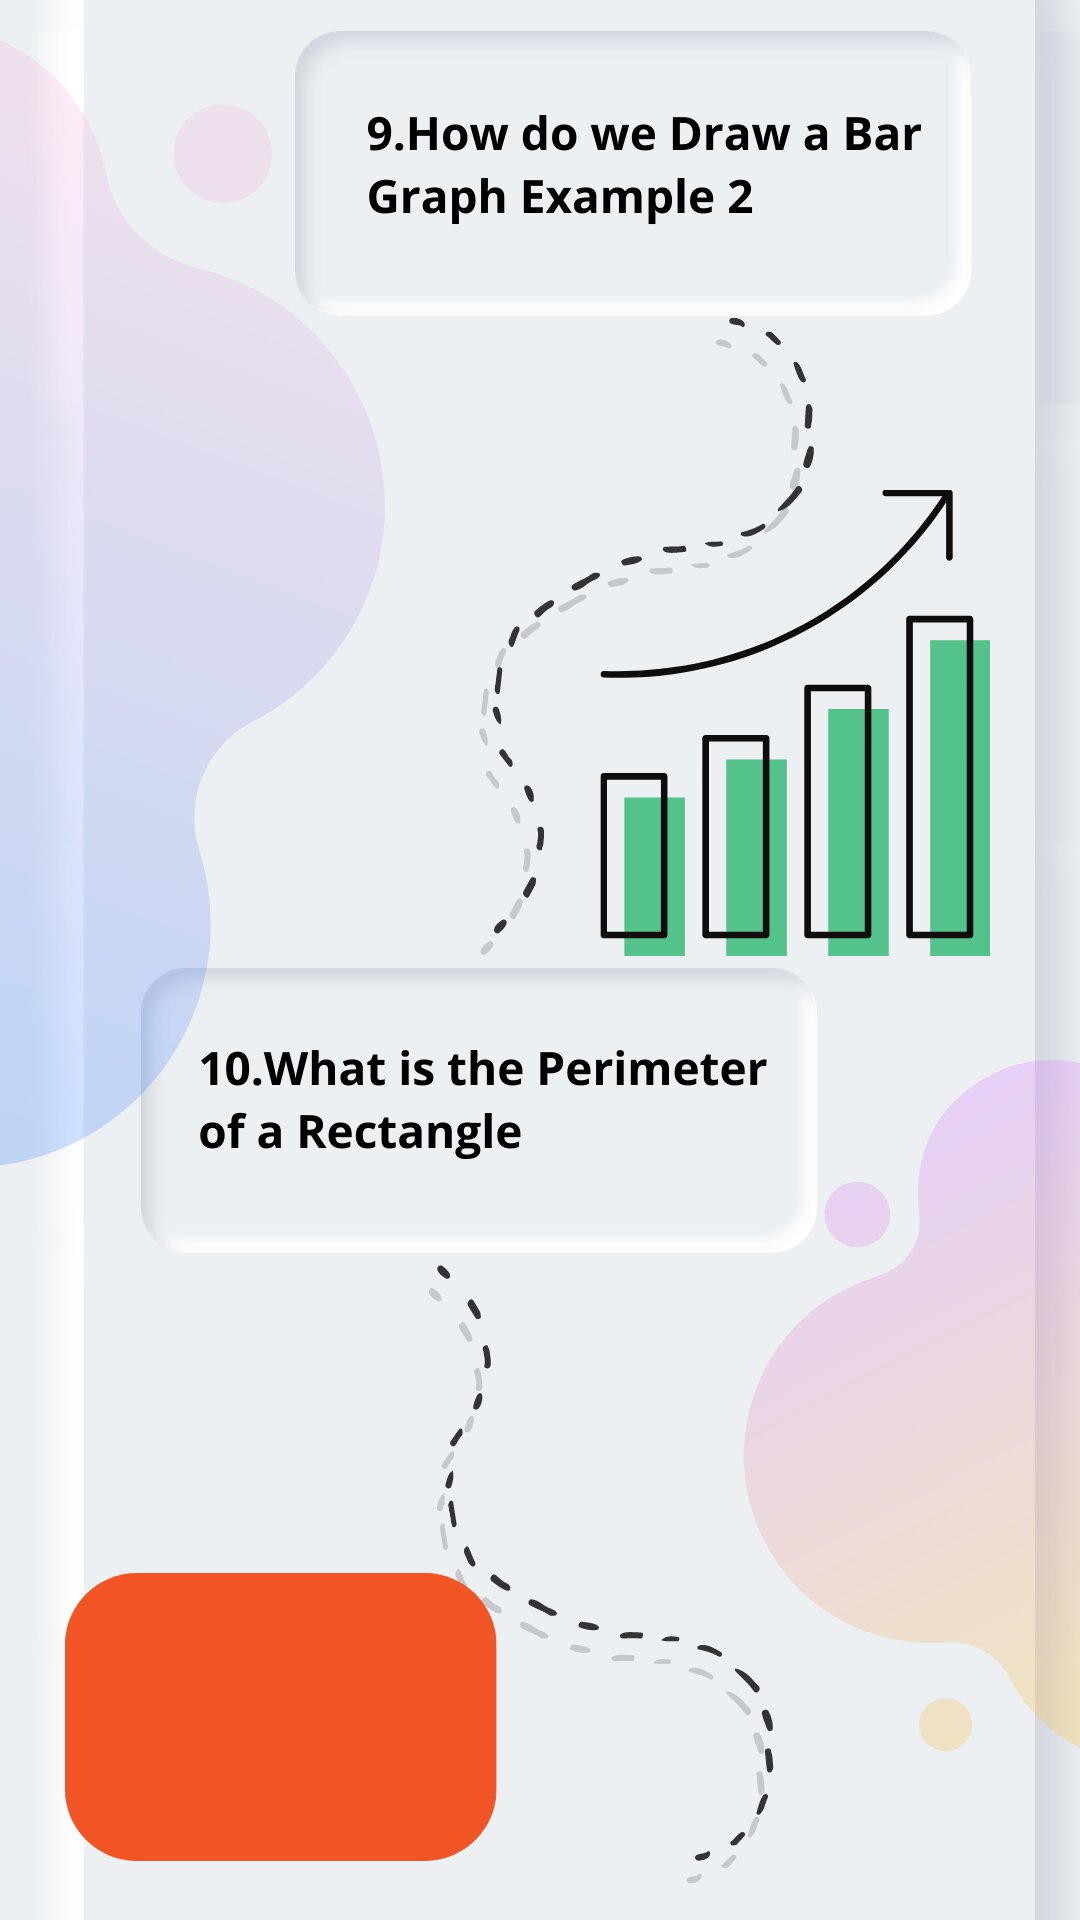 9.How do we Draw a Bar
Graph Example 2
10.What is the Perimeter
of a Rectangle